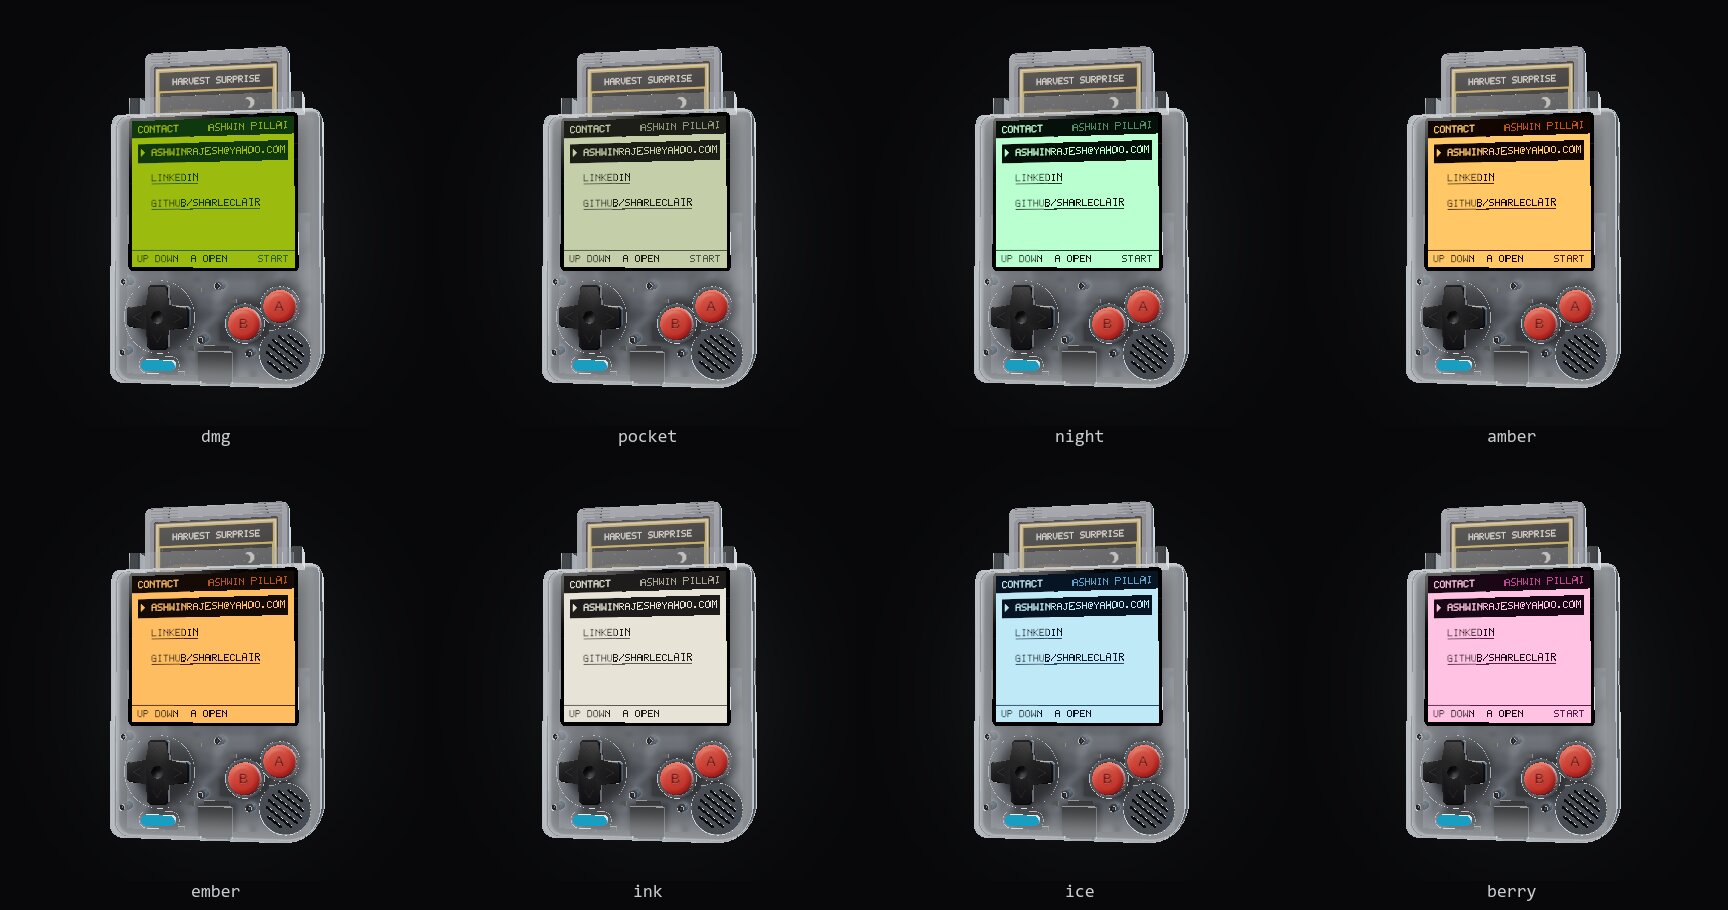 HARVEST SURPRISE
CONTACT ASHWIN PILLAI
ASHWINRAJESH@YAHOO.COM
LINKEDIN
GITHUB/SHARLECLAIR
UP DOWN A OPEN START
B A
dmg
HARVEST SURPRISE
CONTACT ASHWIN PILLAI
ASHWINRAJESH@YAHOO.COM
LINKEDIN
GITHUB/SHARLECLAIR
UP DOWN A OPEN START
B A
pocket
HARVEST SURPRISE
CONTACT ASHWIN PILLAI
ASHWINRAJESH@YAHOO.COM
LINKEDIN
GITHUB/SHARLECLAIR
UP DOWN A OPEN START
B A
night
HARVEST SURPRISE
CONTACT ASHWIN PILLAI
ASHWINRAJESH@YAHOO.COM
LINKEDIN
GITHUB/SHARLECLAIR
UP DOWN A OPEN START
B A
amber
HARVEST SURPRISE
CONTACT ASHWIN PILLAI
ASHWINRAJESH@YAHOO.COM
LINKEDIN
GITHUB/SHARLECLAIR
UP DOWN A OPEN
B A
ember
HARVEST SURPRISE
CONTACT ASHWIN PILLAI
ASHWINRAJESH@YAHOO.COM
LINKEDIN
GITHUB/SHARLECLAIR
UP DOWN A OPEN
B A
ink
HARVEST SURPRISE
CONTACT ASHWIN PILLAI
ASHWINRAJESH@YAHOO.COM
LINKEDIN
GITHUB/SHARLECLAIR
UP DOWN A OPEN
B A
ice
HARVEST SURPRISE
CONTACT ASHWIN PILLAI
ASHWINRAJESH@YAHOO.COM
LINKEDIN
GITHUB/SHARLECLAIR
UP DOWN A OPEN START
B A
berry